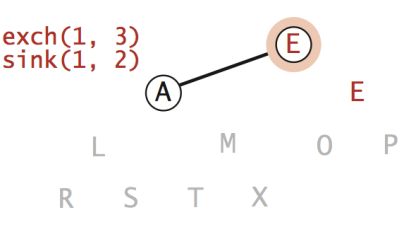 exch(1, 3)
sink(1, 2)
E
A
E
L M O P
R S T X